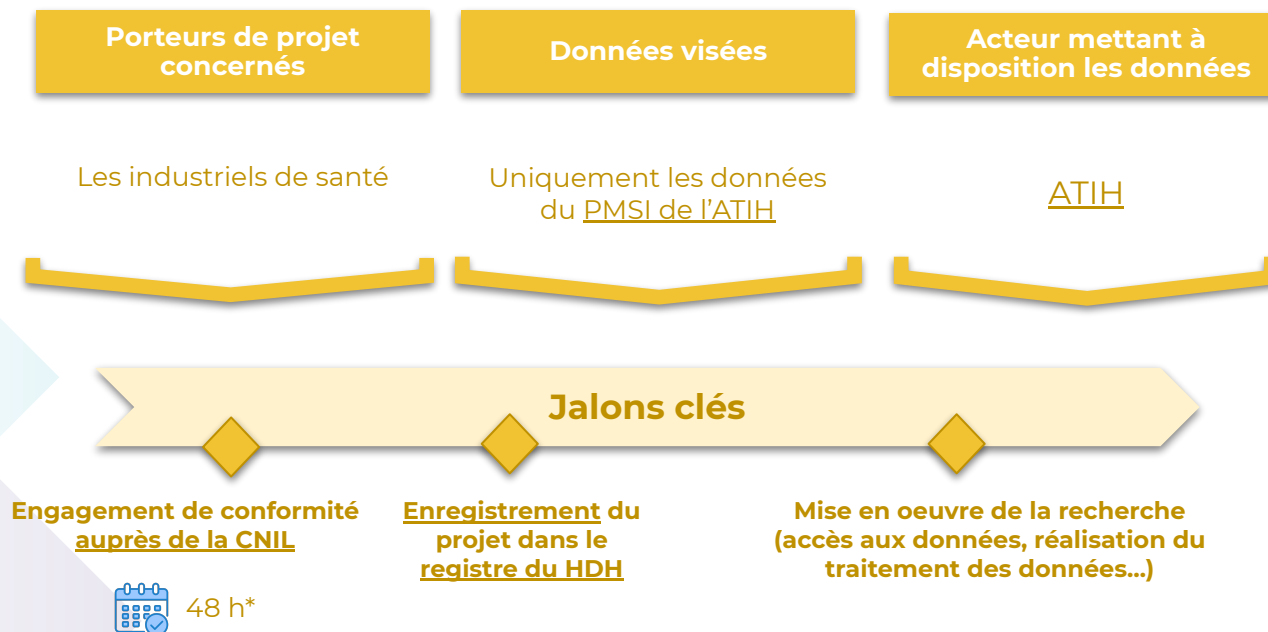 Porteurs de projet
concernés
Données visées
Acteur mettant à
disposition les données
Les industriels de santé
Uniquement les données
du PMSI de l’ATIH
ATIH
Jalons clés
Engagement de conformité
auprès de la CNIL
48 h*
Enregistrement du
projet dans le
registre du HDH
Mise en oeuvre de la recherche
(accès aux données, réalisation du
traitement des données...)